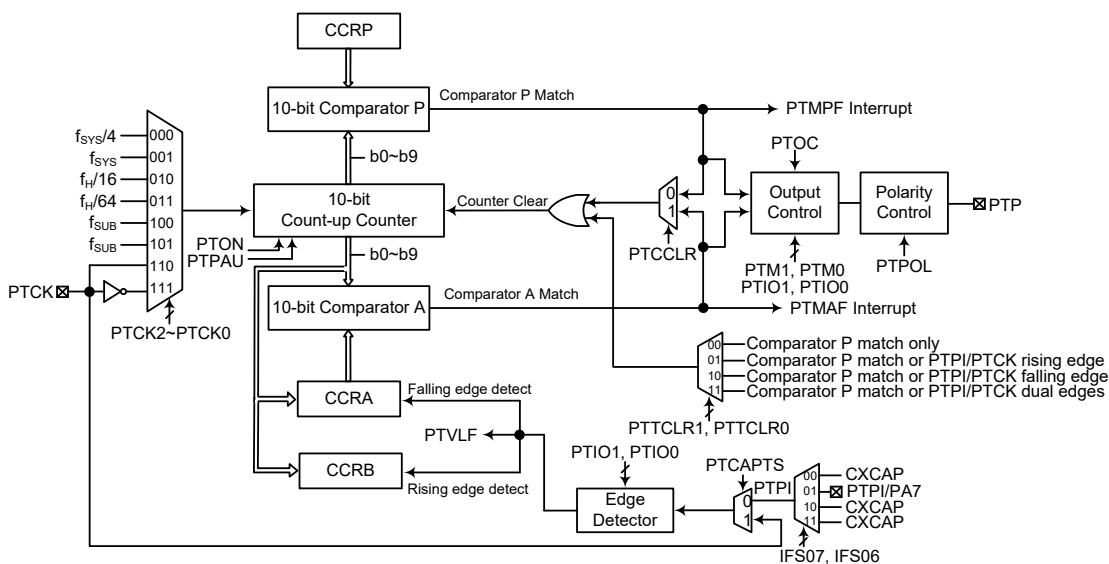 CCRP
10-bit Comparator P
Comparator P Match
PTMPF Interrupt
b0~b9
PTOC
fSYS/4
fSYS
fH/16
fH/64
fSUB
fSUB
000
001
010
011
100
101
110
111
10-bit
Count-up Counter
Counter Clear
0
1
PTCCLR
Output
Control
Polarity
Control
PTP
PTON
PTPAU
b0~b9
PTM1, PTM0
PTIO1, PTIO0
PTPOL
PTCK
PTCK2~PTCK0
10-bit Comparator A
Comparator A Match
PTMAF Interrupt
00
01
10
11
Comparator P match only
Comparator P match or PTPI/PTCK rising edge
Comparator P match or PTPI/PTCK falling edge
Comparator P match or PTPI/PTCK dual edges
PTTCLR1, PTTCLR0
CCRA
Falling edge detect
PTVLF
CCRB
Rising edge detect
PTIO1, PTIO0
Edge
Detector
PTCAPTS
0
1
PTPI
00
01
10
11
CXCAP
PTPI/PA7
CXCAP
CXCAP
IFS07, IFS06